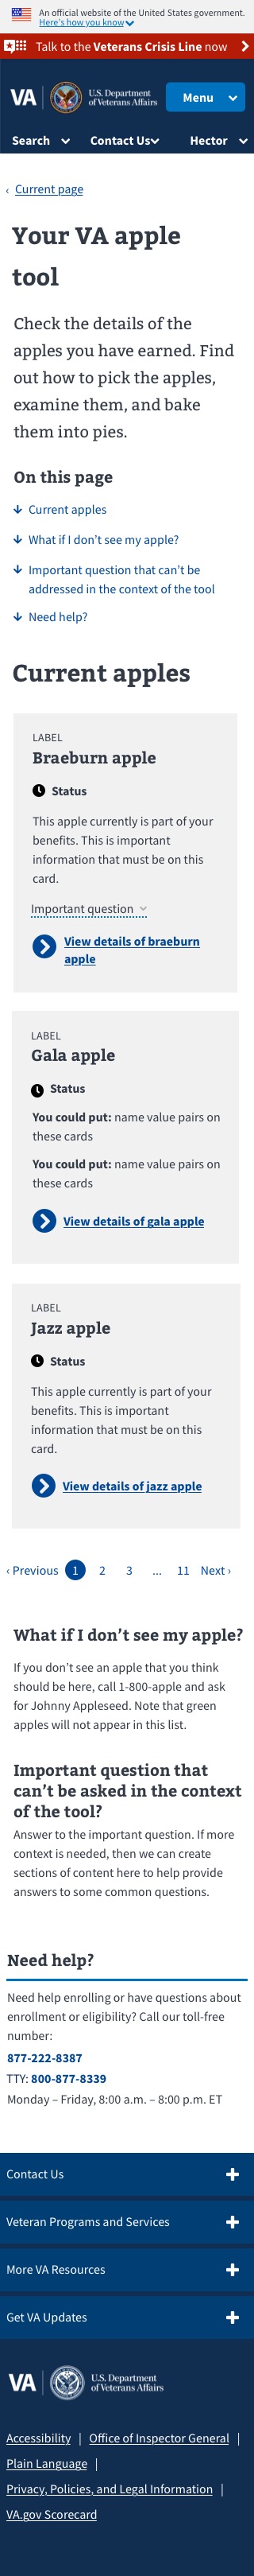 An official website of the United States government.
Here's how you know
Talk to the Veterans Crisis Line now
VA
U.S. Department
of Veterans Affairs
Menu
Search
Contact Us
Hector
‹ Current page
Your VA apple
tool
Check the details of the
apples you have earned. Find
out how to pick the apples,
examine them, and bake
them into pies.
On this page
Current apples
What if I don't see my apple?
Important question that can't be
addressed in the context of the tool
Need help?
Current apples
LABEL
Braeburn apple
Status
This apple currently is part of your
benefits. This is important
information that must be on this
card.
Important question
View details of braeburn
apple
LABEL
Gala apple
Status
You could put: name value pairs on
these cards
You could put: name value pairs on
these cards
View details of gala apple
LABEL
Jazz apple
Status
This apple currently is part of your
benefits. This is important
information that must be on this
card.
View details of jazz apple
‹ Previous 1 2 3 ... 11 Next ›
What if I don't see my apple?
If you don't see an apple that you think
should be here, call 1-800-apple and ask
for Johnny Appleseed. Note that green
apples will not appear in this list.
Important question that
can't be asked in the context
of the tool?
Answer to the important question. If more
context is needed, then we can create
sections of content here to help provide
answers to some common questions.
Need help?
Need help enrolling or have questions about
enrollment or eligibility? Call our toll-free
number:
877-222-8387
TTY: 800-877-8339
Monday – Friday, 8:00 a.m. – 8:00 p.m. ET
Contact Us
Veteran Programs and Services
More VA Resources
Get VA Updates
VA
U.S. Department
of Veterans Affairs
Accessibility | Office of Inspector General |
Plain Language |
Privacy, Policies, and Legal Information |
VA.gov Scorecard